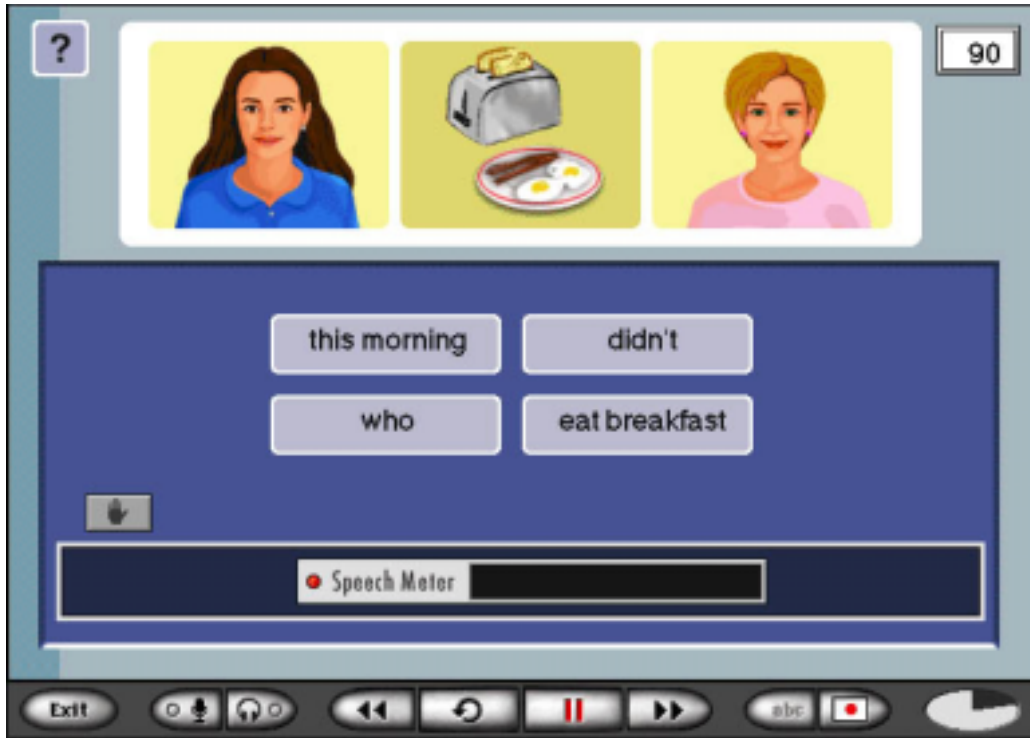 ?
90
this morning
didn't
who
eat breakfast
Speech Meter
Exit
abc